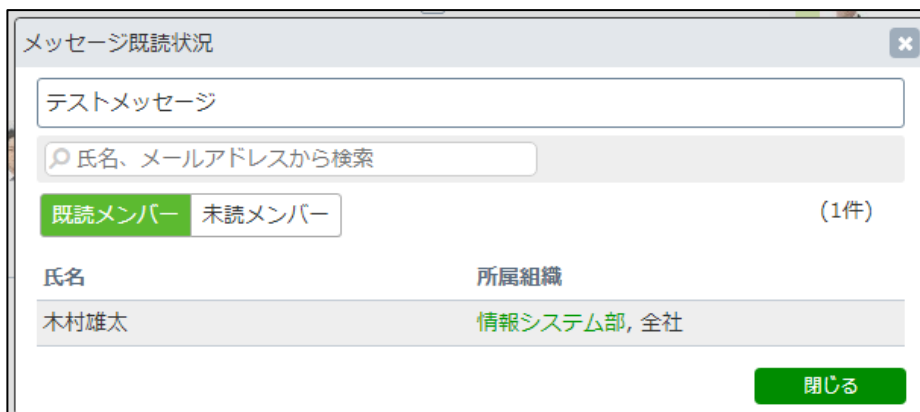 メッセージ既読状況
テストメッセージ
氏名、メールアドレスから検索
既読メンバー 未読メンバー (1件)
氏名 所属組織
木村雄太 情報システム部, 全社
閉じる